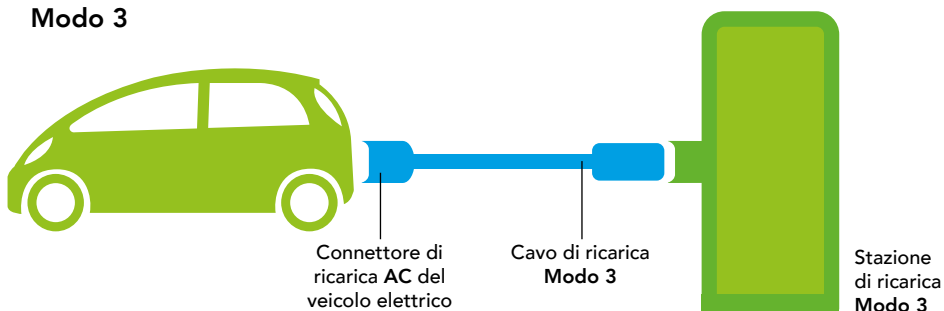 Modo 3
Connettore di
ricarica AC del
veicolo elettrico
Cavo di ricarica
Modo 3
Stazione
di ricarica
Modo 3